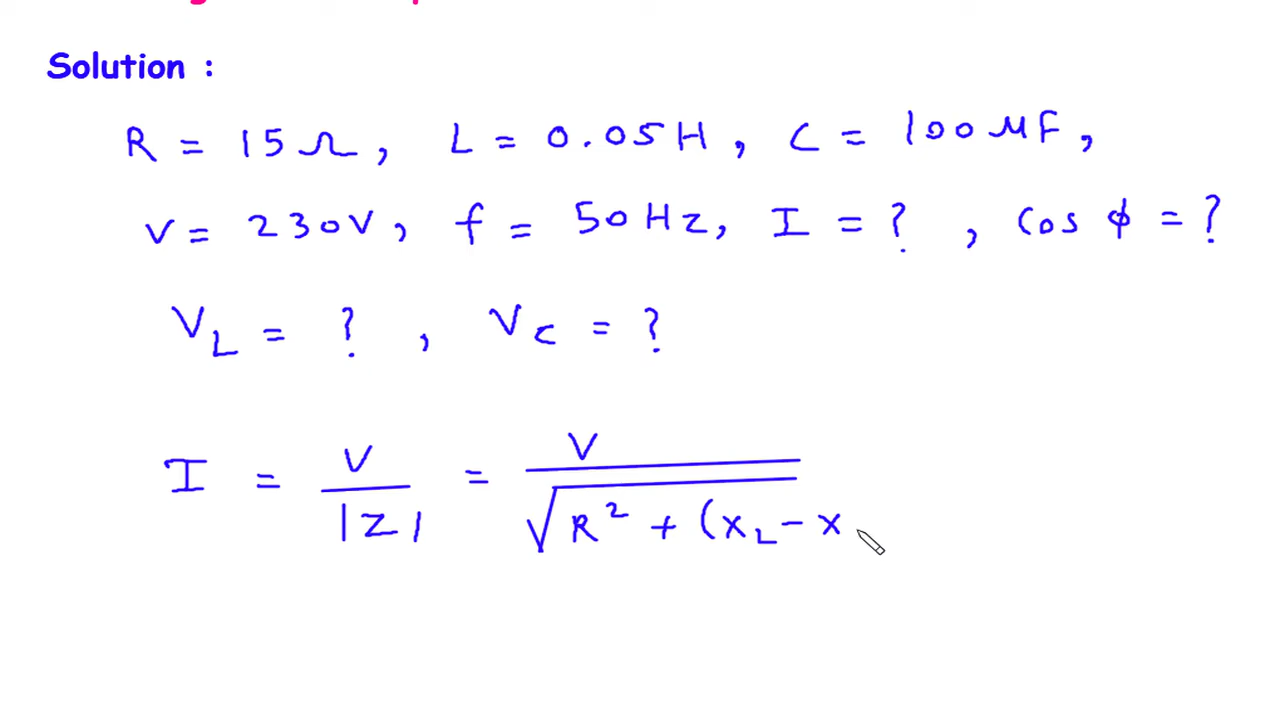 Solution :
R = 15Ω, L = 0.05H, C = 100μF,
V = 230V, f = 50Hz, I = ?, cos ϕ = ?
V_L = ?, V_C = ?
I = V / |Z| = V / √R² + (X_L - X